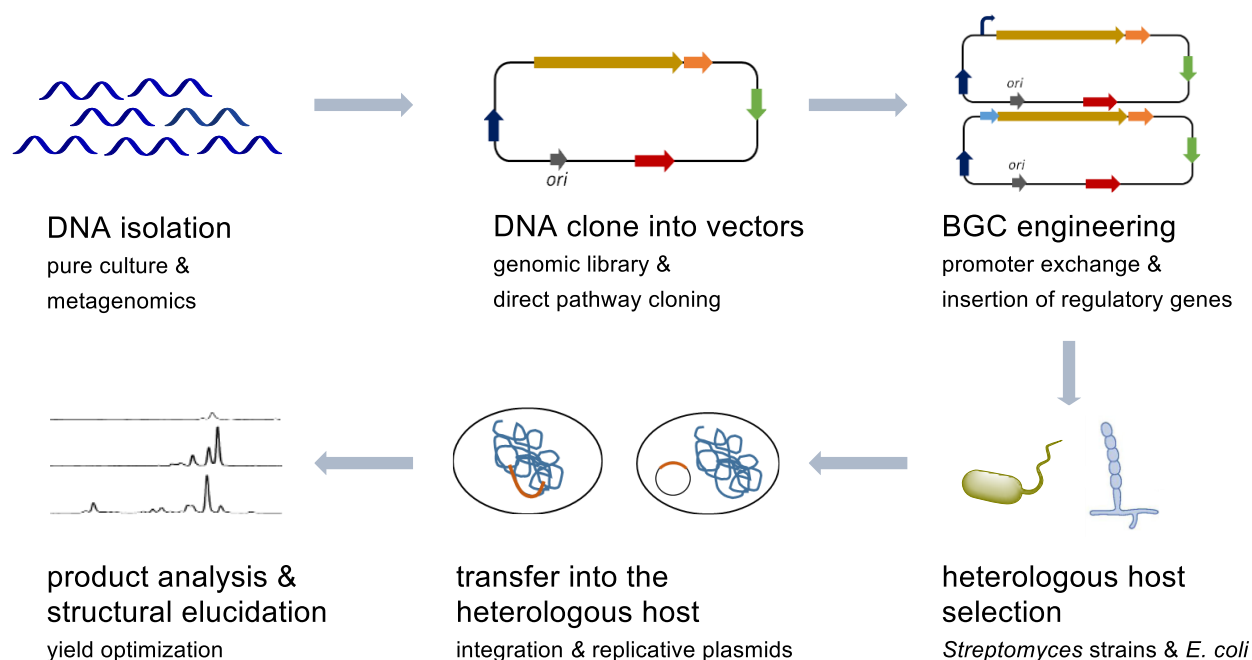 ori
ori
ori
DNA isolation
pure culture &
metagenomics
DNA clone into vectors
genomic library &
direct pathway cloning
BGC engineering
promoter exchange &
insertion of regulatory genes
product analysis &
structural elucidation
yield optimization
transfer into the
heterologous host
integration & replicative plasmids
heterologous host
selection
Streptomyces strains & E. coli